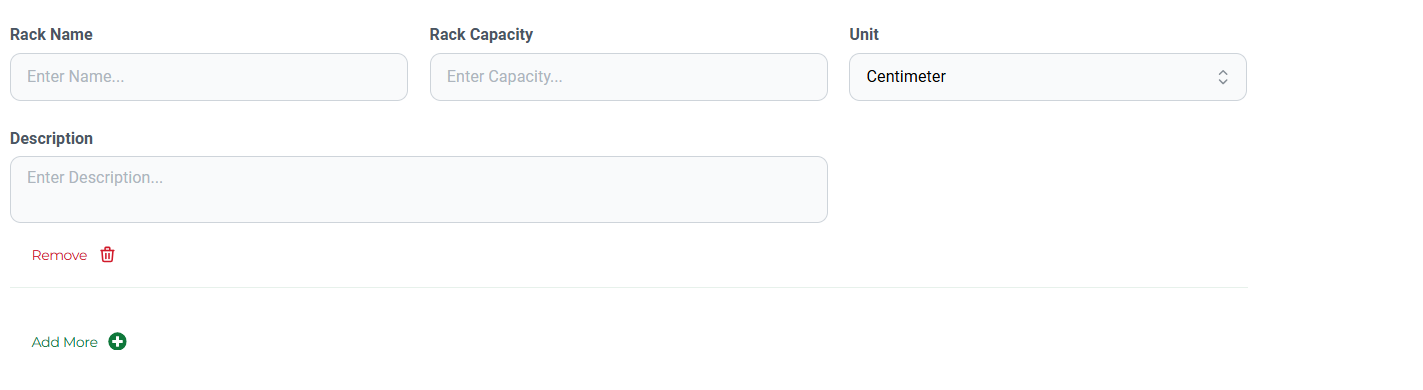 Rack Name Rack Capacity Unit
Enter Name... Enter Capacity... Centimeter
Description
Enter Description...
Remove
Add More